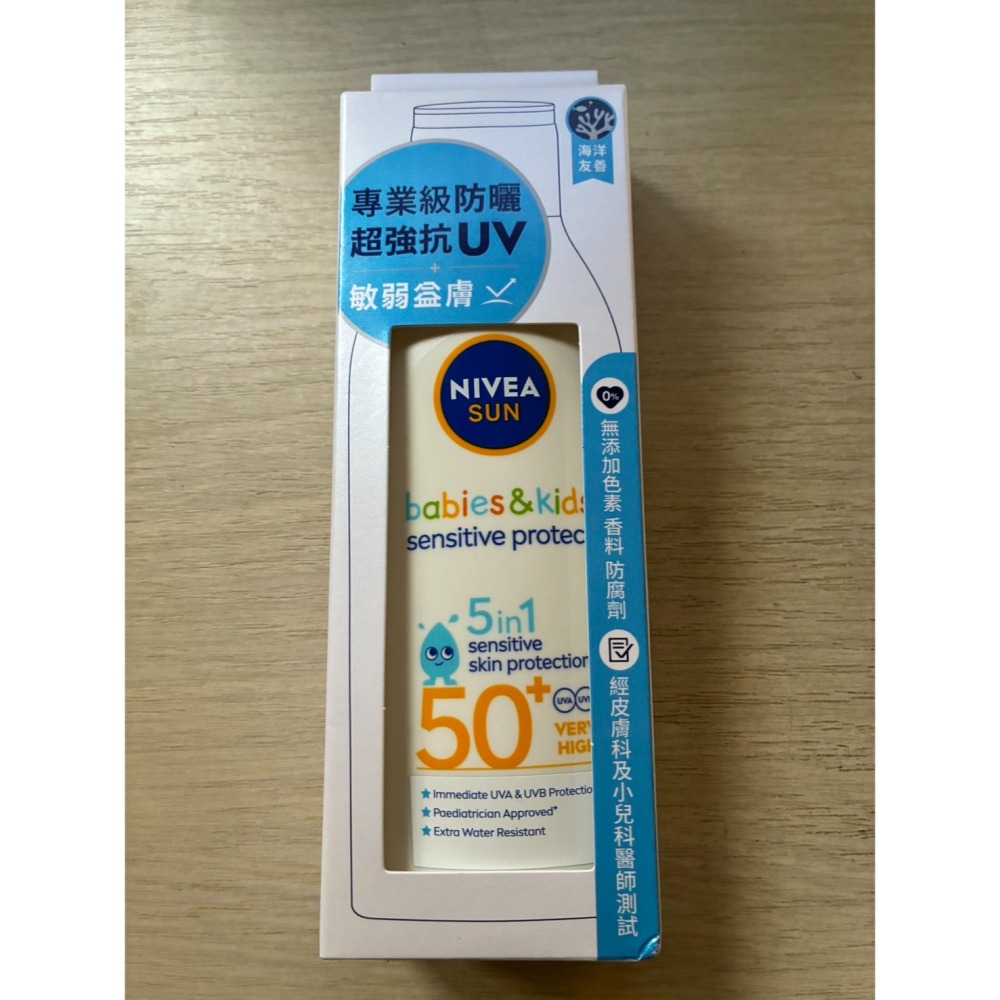 海洋
友善
專業級防曬
超強抗UV
+
敏弱益膚
NIVEA
SUN
babies & kids
sensitive protec
5in1
sensitive
skin protection
50+
UVA
VERY
HIGH
Immediate UVA & UVB Protectio
Paediatrician Approved*
Extra Water Resistant
0%
無添加色素 香料 防腐劑
經皮膚科及小兒科醫師測試